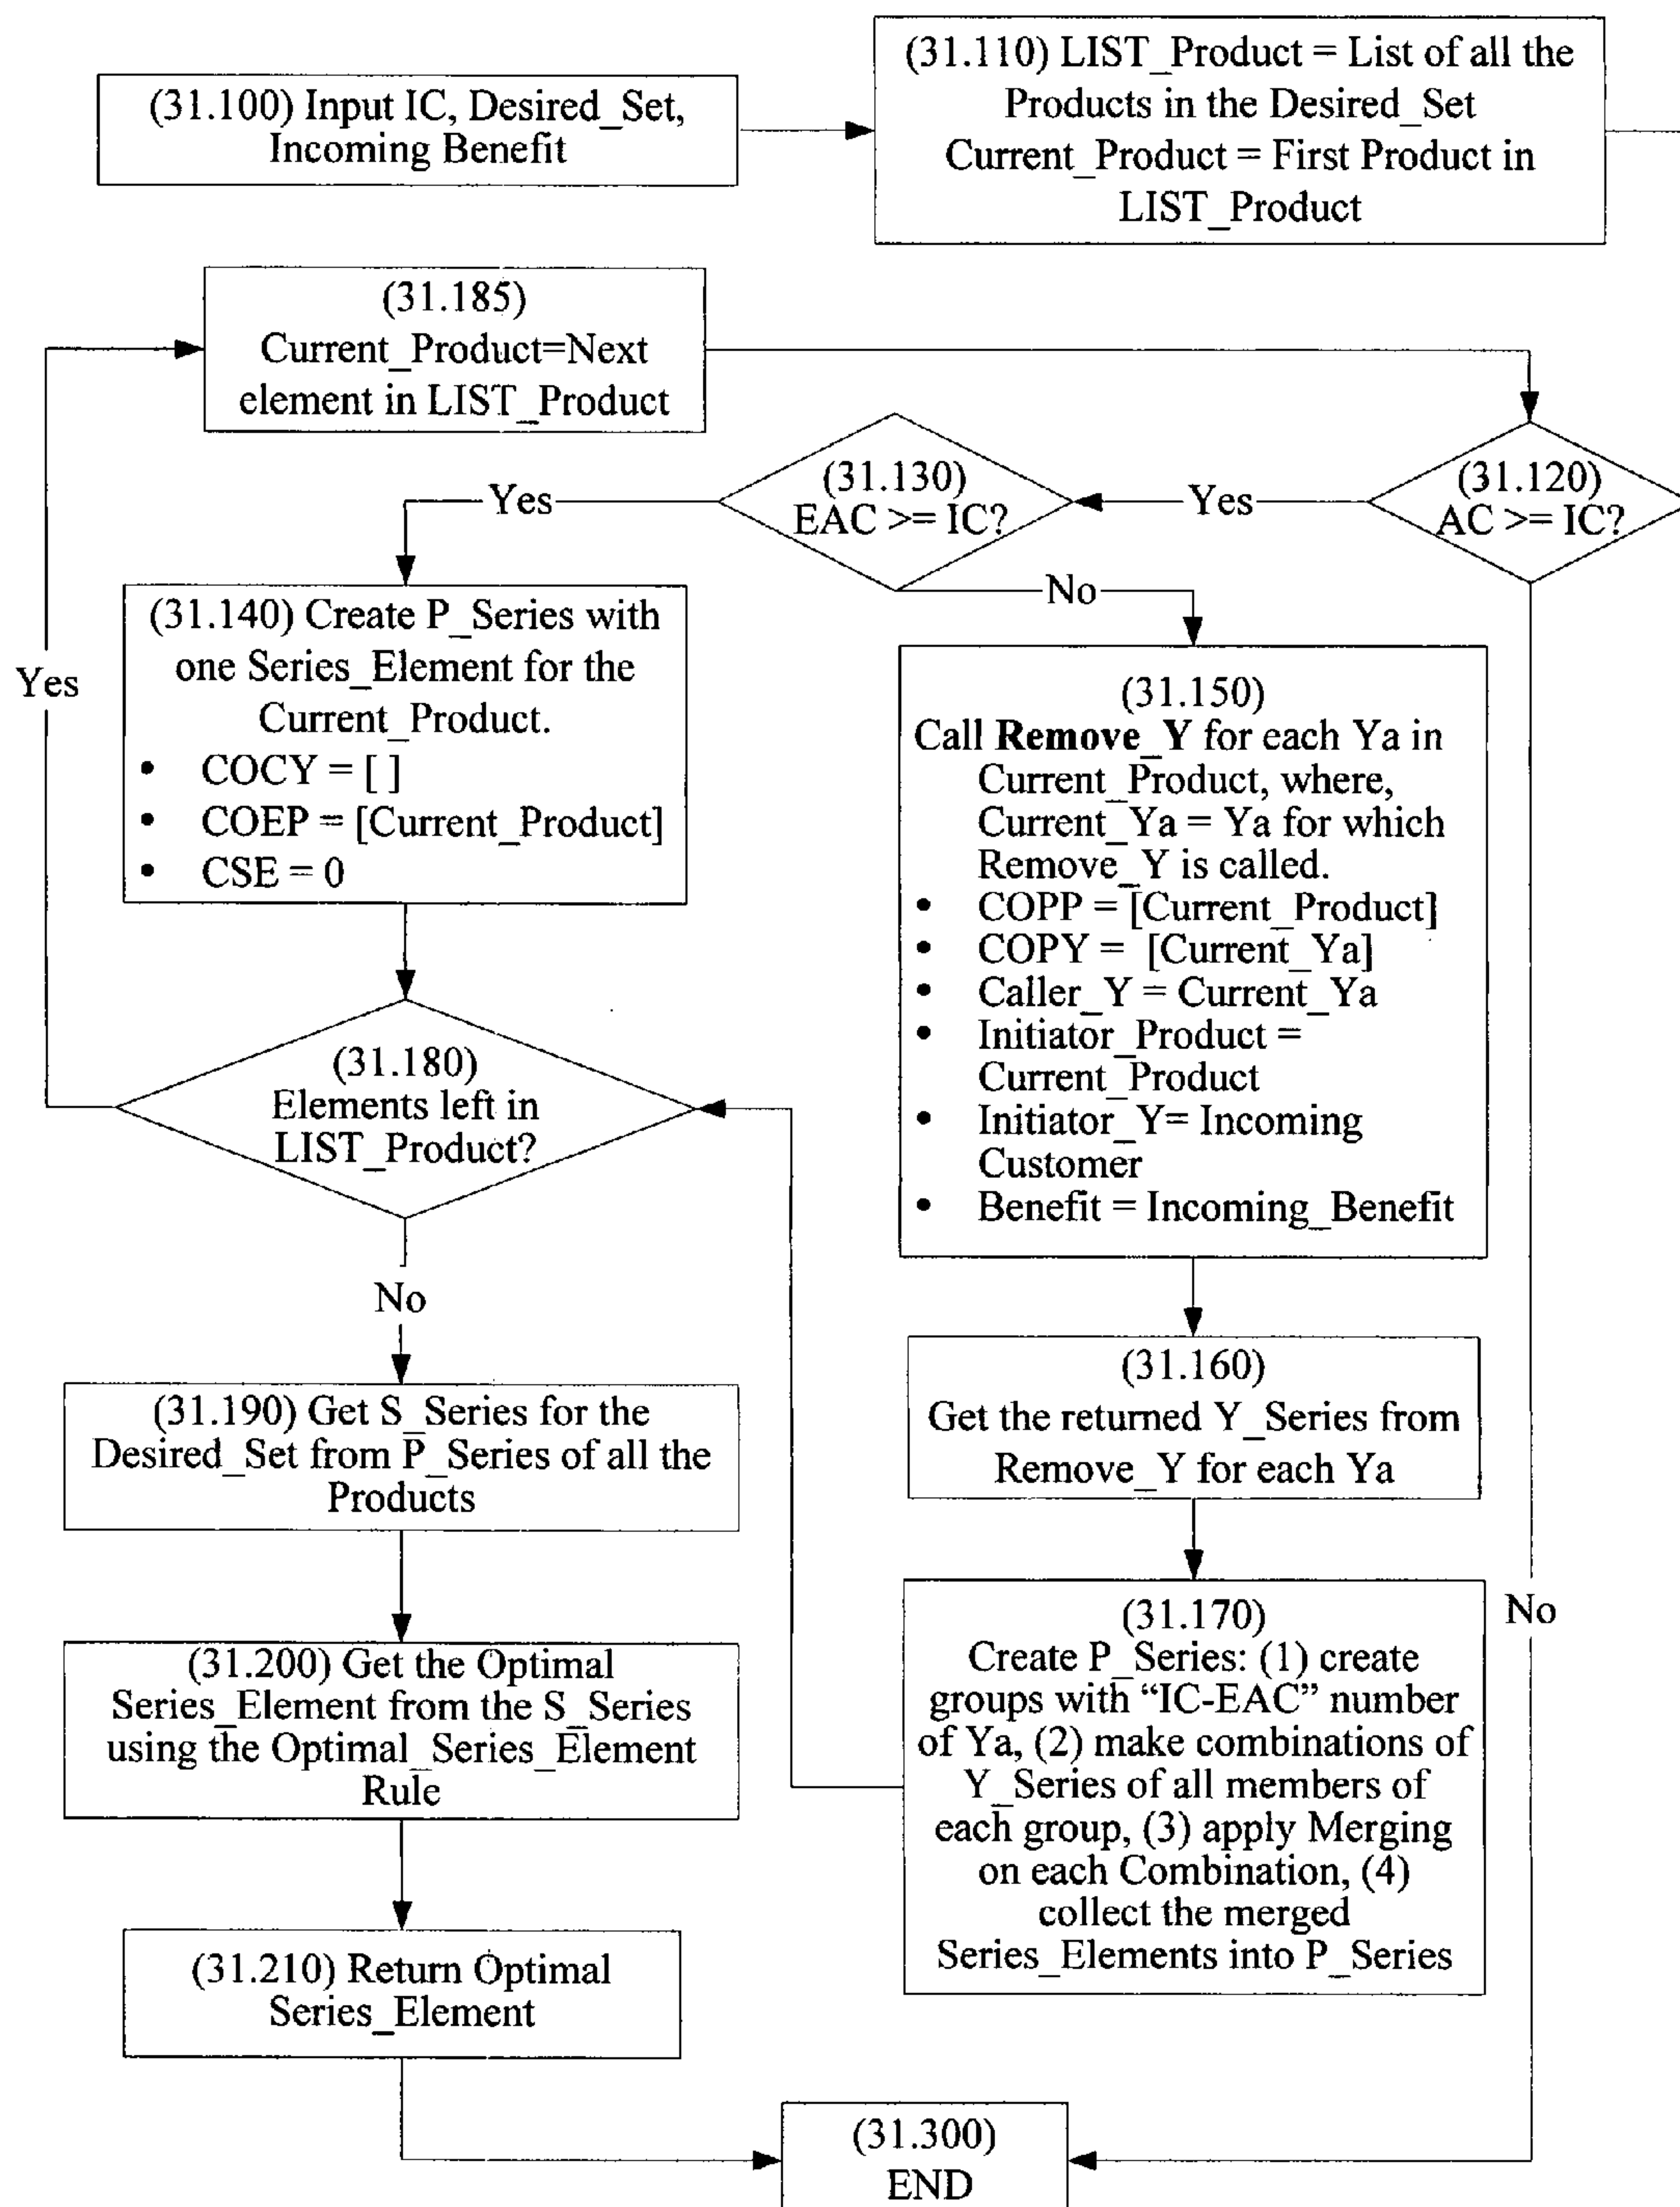 (31.100) Input IC, Desired_Set,
Incoming Benefit
(31.110) LIST_Product = List of all the
Products in the Desired_Set
Current_Product = First Product in
LIST_Product
(31.185)
Current_Product=Next
element in LIST_Product
(31.120)
AC >= IC?
Yes
(31.130)
EAC >= IC?
Yes
No
(31.140) Create P_Series with
one Series_Element for the
Current_Product.
• COCY = [ ]
• COEP = [Current_Product]
• CSE = 0
Yes
(31.150)
Call Remove_Y for each Ya in
Current_Product, where,
Current_Ya = Ya for which
Remove_Y is called.
• COPP = [Current_Product]
• COPY = [Current_Ya]
• Caller_Y = Current_Ya
• Initiator_Product =
Current_Product
• Initiator_Y= Incoming
Customer
• Benefit = Incoming_Benefit
(31.180)
Elements left in
LIST_Product?
No
(31.160)
Get the returned Y_Series from
Remove_Y for each Ya
(31.190) Get S_Series for the
Desired_Set from P_Series of all the
Products
(31.170)
Create P_Series: (1) create
groups with “IC-EAC” number
of Ya, (2) make combinations of
Y_Series of all members of
each group, (3) apply Merging
on each Combination, (4)
collect the merged
Series_Elements into P_Series
No
(31.200) Get the Optimal
Series_Element from the S_Series
using the Optimal_Series_Element
Rule
(31.210) Return Optimal
Series_Element
(31.300)
END